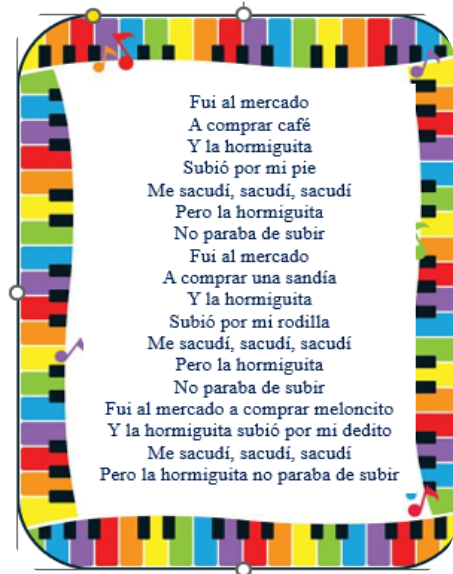 Fui al mercado
A comprar café
Y la hormiguita
Subió por mi pie
Me sacudí, sacudí, sacudí
Pero la hormiguita
No paraba de subir
Fui al mercado
A comprar una sandía
Y la hormiguita
Subió por mi rodilla
Me sacudí, sacudí, sacudí
Pero la hormiguita
No paraba de subir
Fui al mercado a comprar meloncito
Y la hormiguita subió por mi dedito
Me sacudí, sacudí, sacudí
Pero la hormiguita no paraba de subir